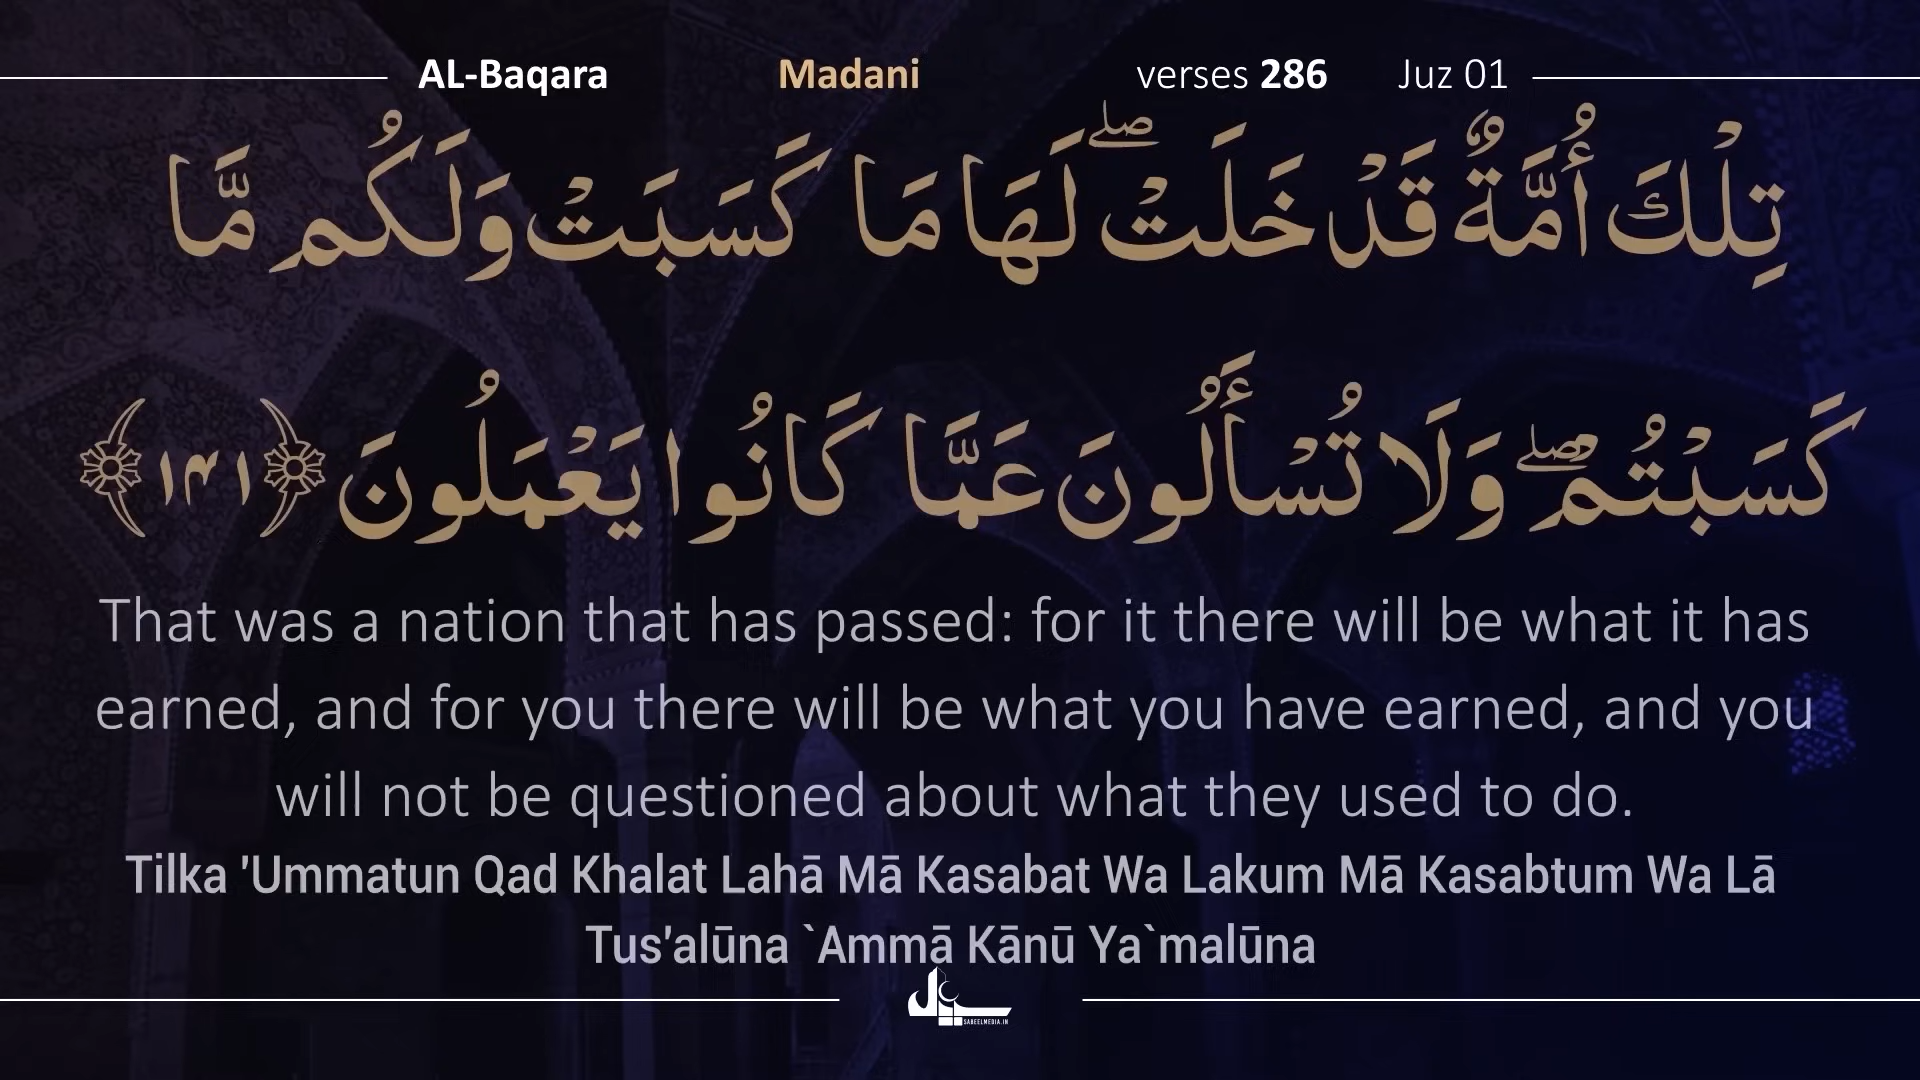 AL-Baqara Madani verses 286 Juz 01
تِلْكَ أُمَّةٌ قَدْ خَلَتْ ۖ لَهَا مَا كَسَبَتْ وَلَكُم مَّا
كَسَبْتُمْ ۖ وَلَا تُسْأَلُونَ عَمَّا كَانُوا يَعْمَلُونَ ﴿۱۴۱﴾
That was a nation that has passed: for it there will be what it has
earned, and for you there will be what you have earned, and you
will not be questioned about what they used to do.
Tilka 'Ummatun Qad Khalat Lahā Mā Kasabat Wa Lakum Mā Kasabtum Wa Lā
Tus'alūna `Ammā Kānū Ya`malūna
SABEELMEDIA.IN